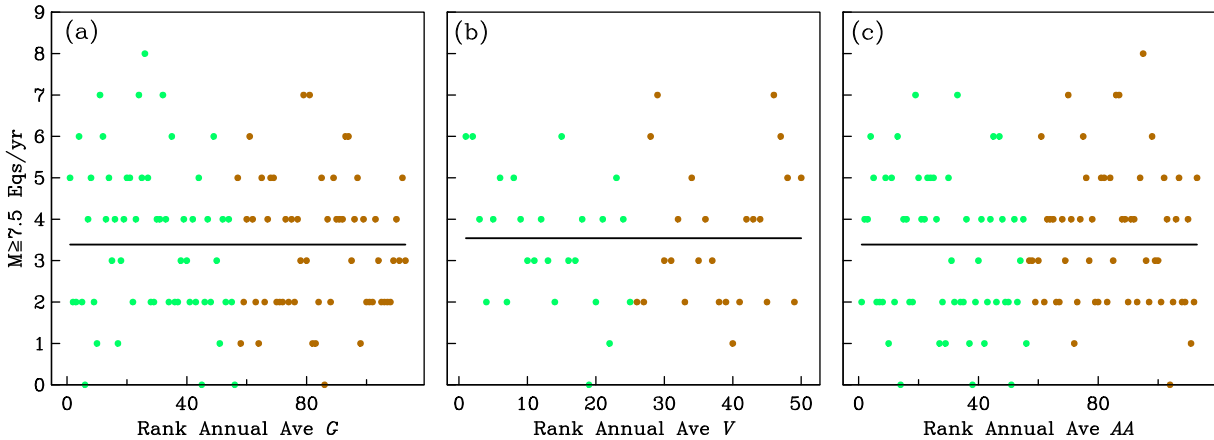 (a)
(b)
(c)
M≥7.5 Eqs/yr
9
8
7
6
5
4
3
2
1
0
0 40 80
0 10 20 30 40 50
0 40 80
Rank Annual Ave G
Rank Annual Ave V
Rank Annual Ave AA